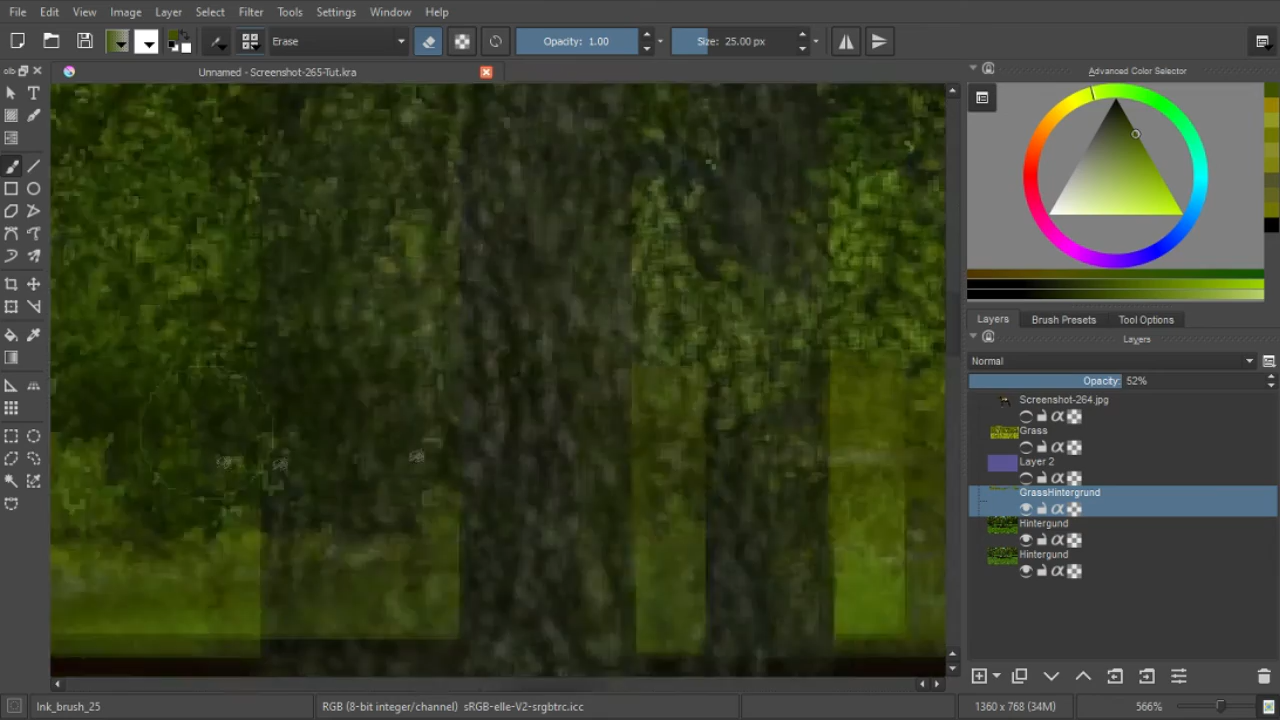 File Edit View Image Layer Select Filter Tools Settings Window Help
Erase
Opacity: 1.00
Size: 25.00 px
Unnamed - Screenshot-265-Tut.kra
Advanced Color Selector
Layers Brush Presets Tool Options
Layers
Normal
Opacity: 52%
Screenshot-264.jpg
Grass
Layer 2
GrassHintergrund
Hintergund
Hintergund
Ink_brush_25
RGB (8-bit integer/channel) sRGB-elle-V2-srgbtrc.icc
1360 x 768 (34M)
566%